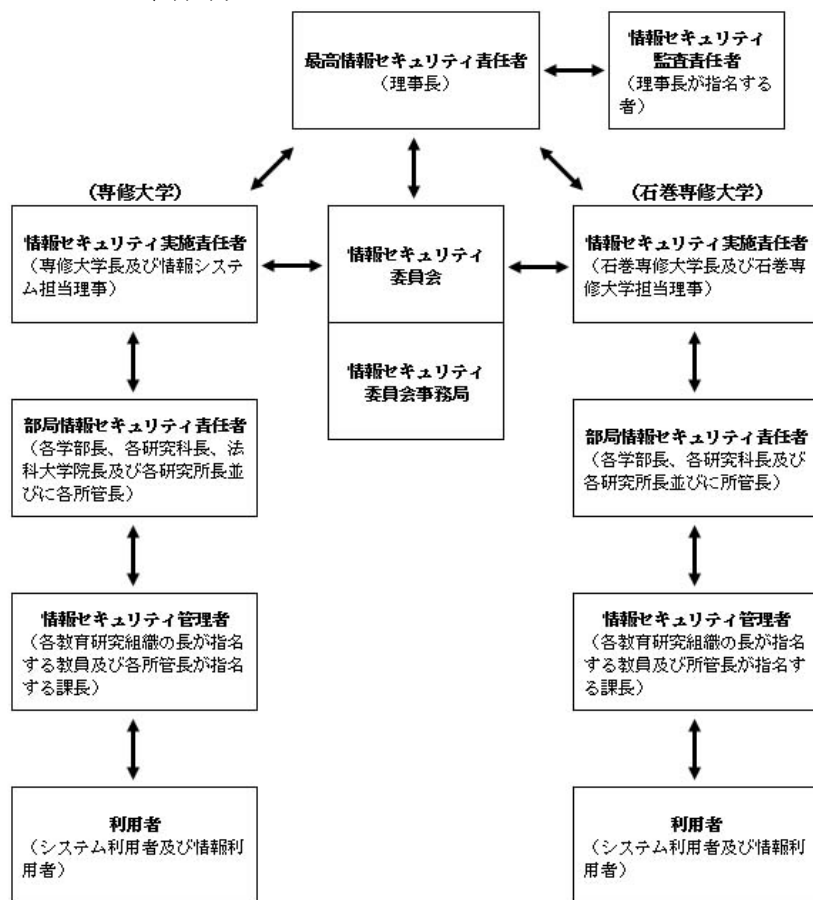 最高情報セキュリティ責任者
（理事長）
情報セキュリティ
監査責任者
（理事長が指名する
者）
（専修大学）
（石巻専修大学）
情報セキュリティ実施責任者
（専修大学長及び情報システ
ム担当理事）
情報セキュリティ
委員会
情報セキュリティ実施責任者
（石巻専修大学長及び石巻専
修大学担当理事）
情報セキュリティ
委員会事務局
部局情報セキュリティ責任者
（各学部長、各研究科長、法
科大学院長及び各研究所長並
びに各所管長）
部局情報セキュリティ責任者
（各学部長、各研究科長及び
各研究所長並びに所管長）
情報セキュリティ管理者
（各教育研究組織の長が指名
する教員及び各所管長が指名
する課長）
情報セキュリティ管理者
（各教育研究組織の長が指名
する教員及び所管長が指名す
る課長）
利用者
（システム利用者及び情報利
用者）
利用者
（システム利用者及び情報利
用者）